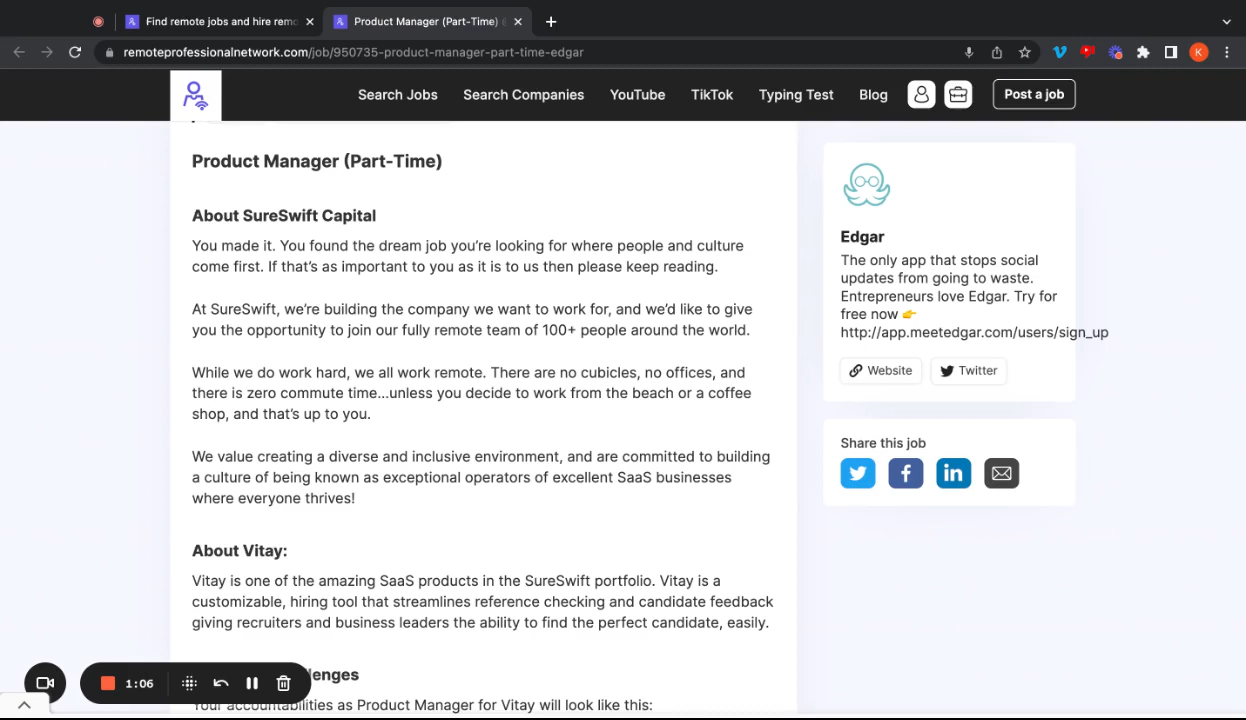 Find remote jobs and hire remo
Product Manager (Part-Time)
remoteprofessionalnetwork.com/job/950735-product-manager-part-time-edgar
K
Search Jobs
Search Companies
YouTube
TikTok
Typing Test
Blog
Post a job
Product Manager (Part-Time)
About SureSwift Capital
You made it. You found the dream job you’re looking for where people and culture
come first. If that’s as important to you as it is to us then please keep reading.
At SureSwift, we’re building the company we want to work for, and we’d like to give
you the opportunity to join our fully remote team of 100+ people around the world.
While we do work hard, we all work remote. There are no cubicles, no offices, and
there is zero commute time...unless you decide to work from the beach or a coffee
shop, and that’s up to you.
We value creating a diverse and inclusive environment, and are committed to building
a culture of being known as exceptional operators of excellent SaaS businesses
where everyone thrives!
About Vitay:
Vitay is one of the amazing SaaS products in the SureSwift portfolio. Vitay is a
customizable, hiring tool that streamlines reference checking and candidate feedback
giving recruiters and business leaders the ability to find the perfect candidate, easily.
lenges
Your accountabilities as Product Manager for Vitay will look like this:
1:06
Edgar
The only app that stops social
updates from going to waste.
Entrepreneurs love Edgar. Try for
free now 👉
http://app.meetedgar.com/users/sign_up
Website
Twitter
Share this job
in